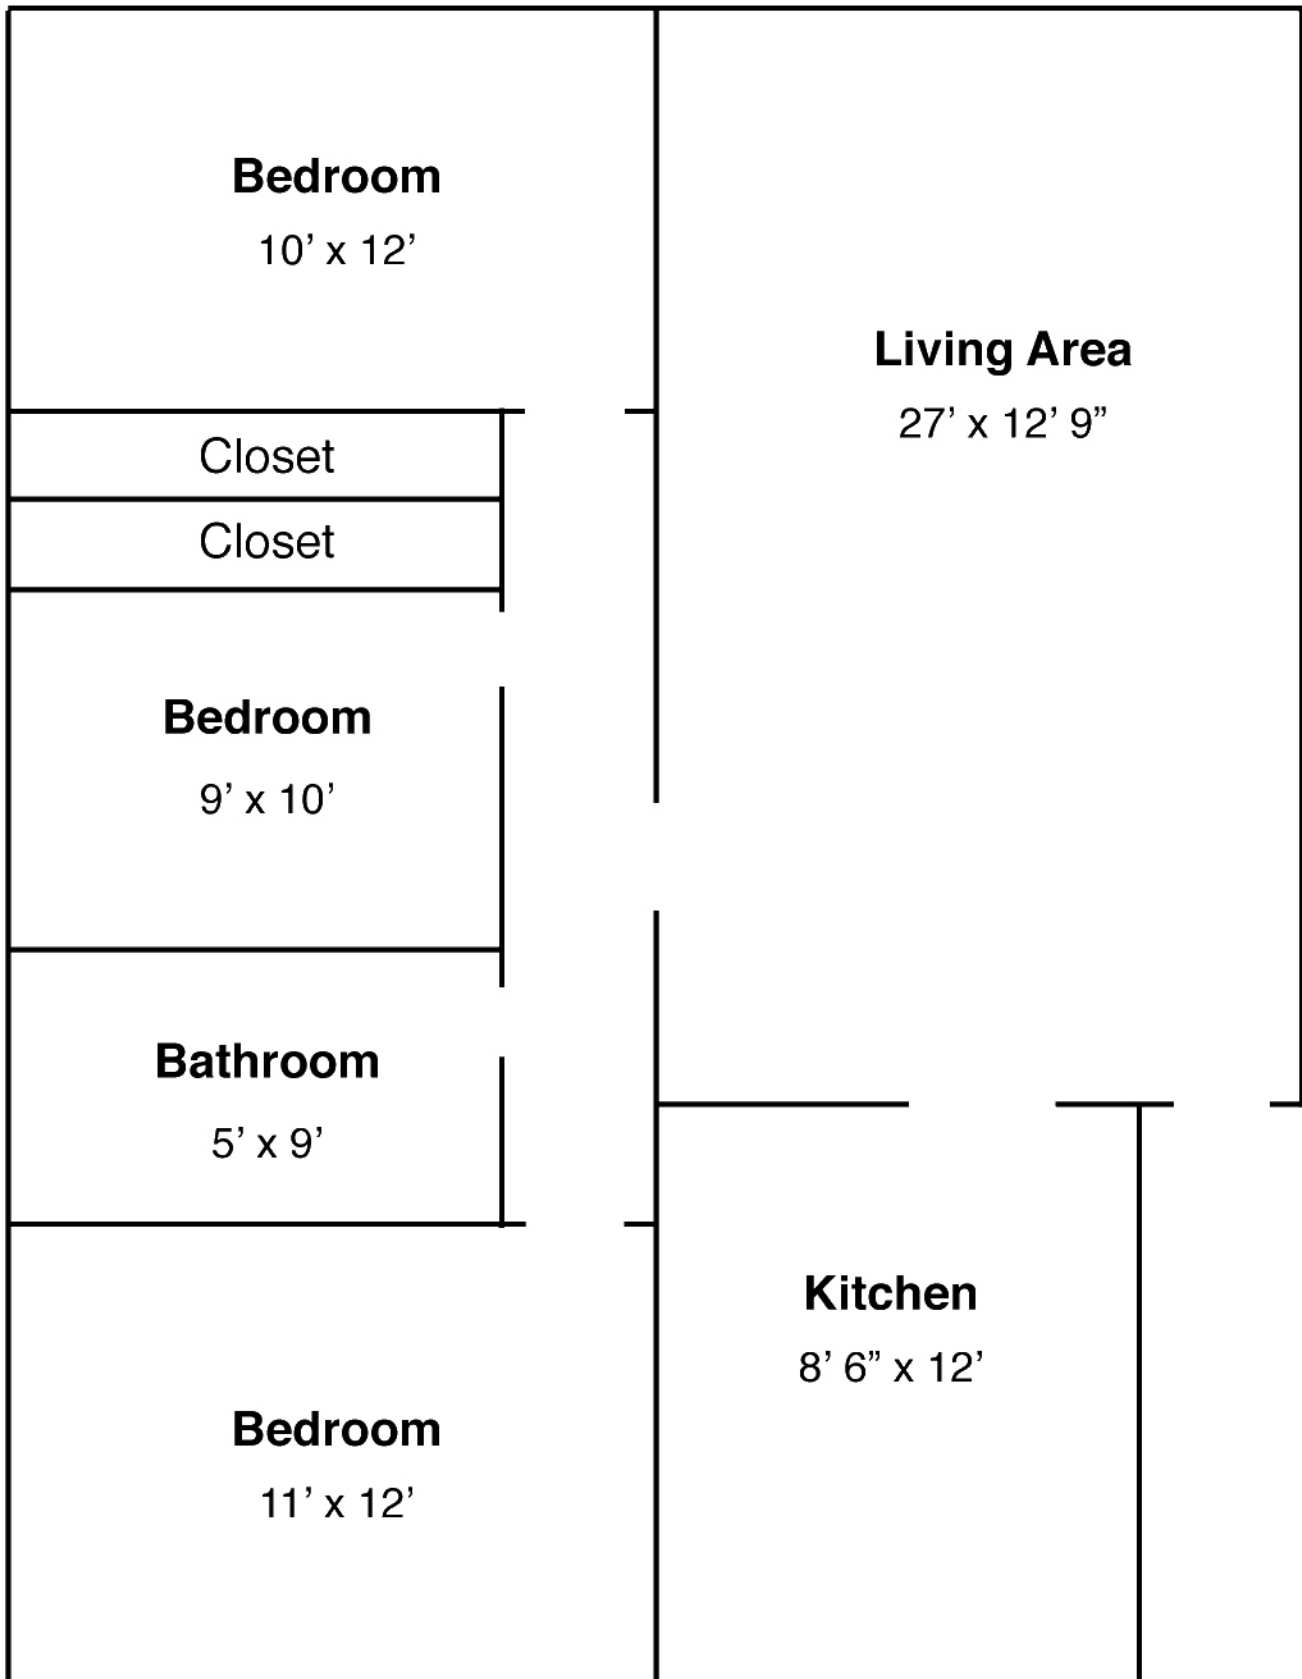 Bedroom
10’ x 12’
Living Area
27’ x 12’ 9”
Closet
Closet
Bedroom
9’ x 10’
Bathroom
5’ x 9’
Kitchen
8’ 6” x 12’
Bedroom
11’ x 12’